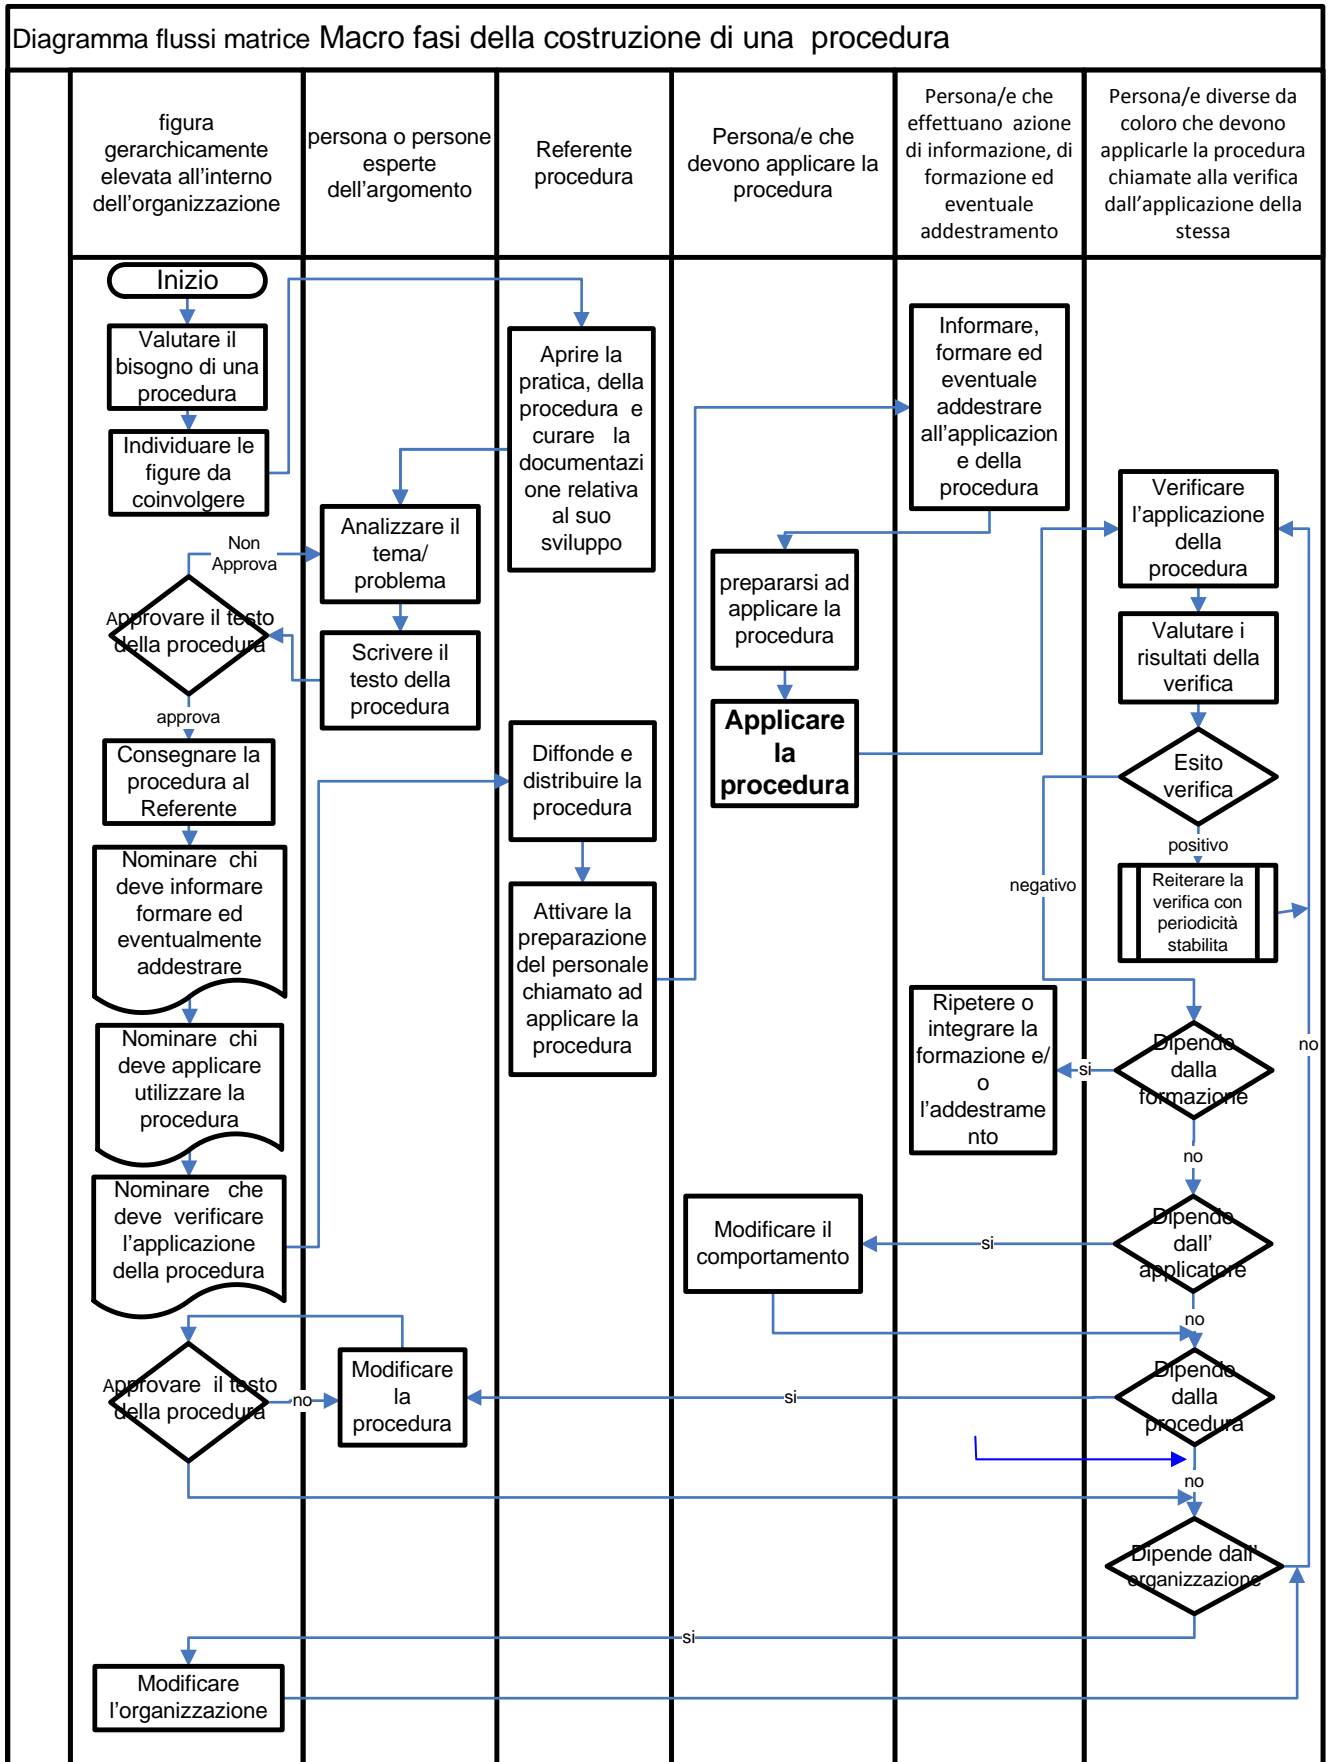 Diagramma flussi matrice Macro fasi della costruzione di una procedura
figura
gerarchicamente
elevata all'interno
dell'organizzazione
persona o persone
esperte
dell'argomento
Referente
procedura
Persona/e che
devono applicare la
procedura
Persona/e che
effettuano azione
di informazione, di
formazione ed
eventuale
addestramento
Persona/e diverse da
coloro che devono
applicarle la procedura
chiamate alla verifica
dall'applicazione della
stessa
Inizio
Valutare il
bisogno di una
procedura
Individuare le
figure da
coinvolgere
Aprire la
pratica, della
procedura e
curare la
documentazi
one relativa
al suo
sviluppo
Analizzare il
tema/
problema
Scrivere il
testo della
procedura
Non
Approva
Approvare il testo
della procedura
approva
Consegnare la
procedura al
Referente
Nominare chi
deve informare
formare ed
eventualmente
addestrare
Nominare chi
deve applicare
utilizzare la
procedura
Nominare che
deve verificare
l'applicazione
della procedura
Diffonde e
distribuire la
procedura
Attivare la
preparazione
del personale
chiamato ad
applicare la
procedura
Informare,
formare ed
eventuale
addestrare
all'applicazion
e della
procedura
prepararsi ad
applicare la
procedura
Applicare
la
procedura
Verificare
l'applicazione
della
procedura
Valutare i
risultati della
verifica
Esito
verifica
positivo
negativo
Reiterare la
verifica con
periodicità
stabilita
no
Dipendo
dalla
formazione
si
Ripetere o
integrare la
formazione e/
o
l'addestrame
nto
no
Dipendo
dall'
applicatore
si
Modificare il
comportamento
no
Dipendo
dalla
procedura
si
Modificare
la
procedura
no
Approvare il testo
della procedura
no
Dipende dall'
organizzazione
si
Modificare
l'organizzazione